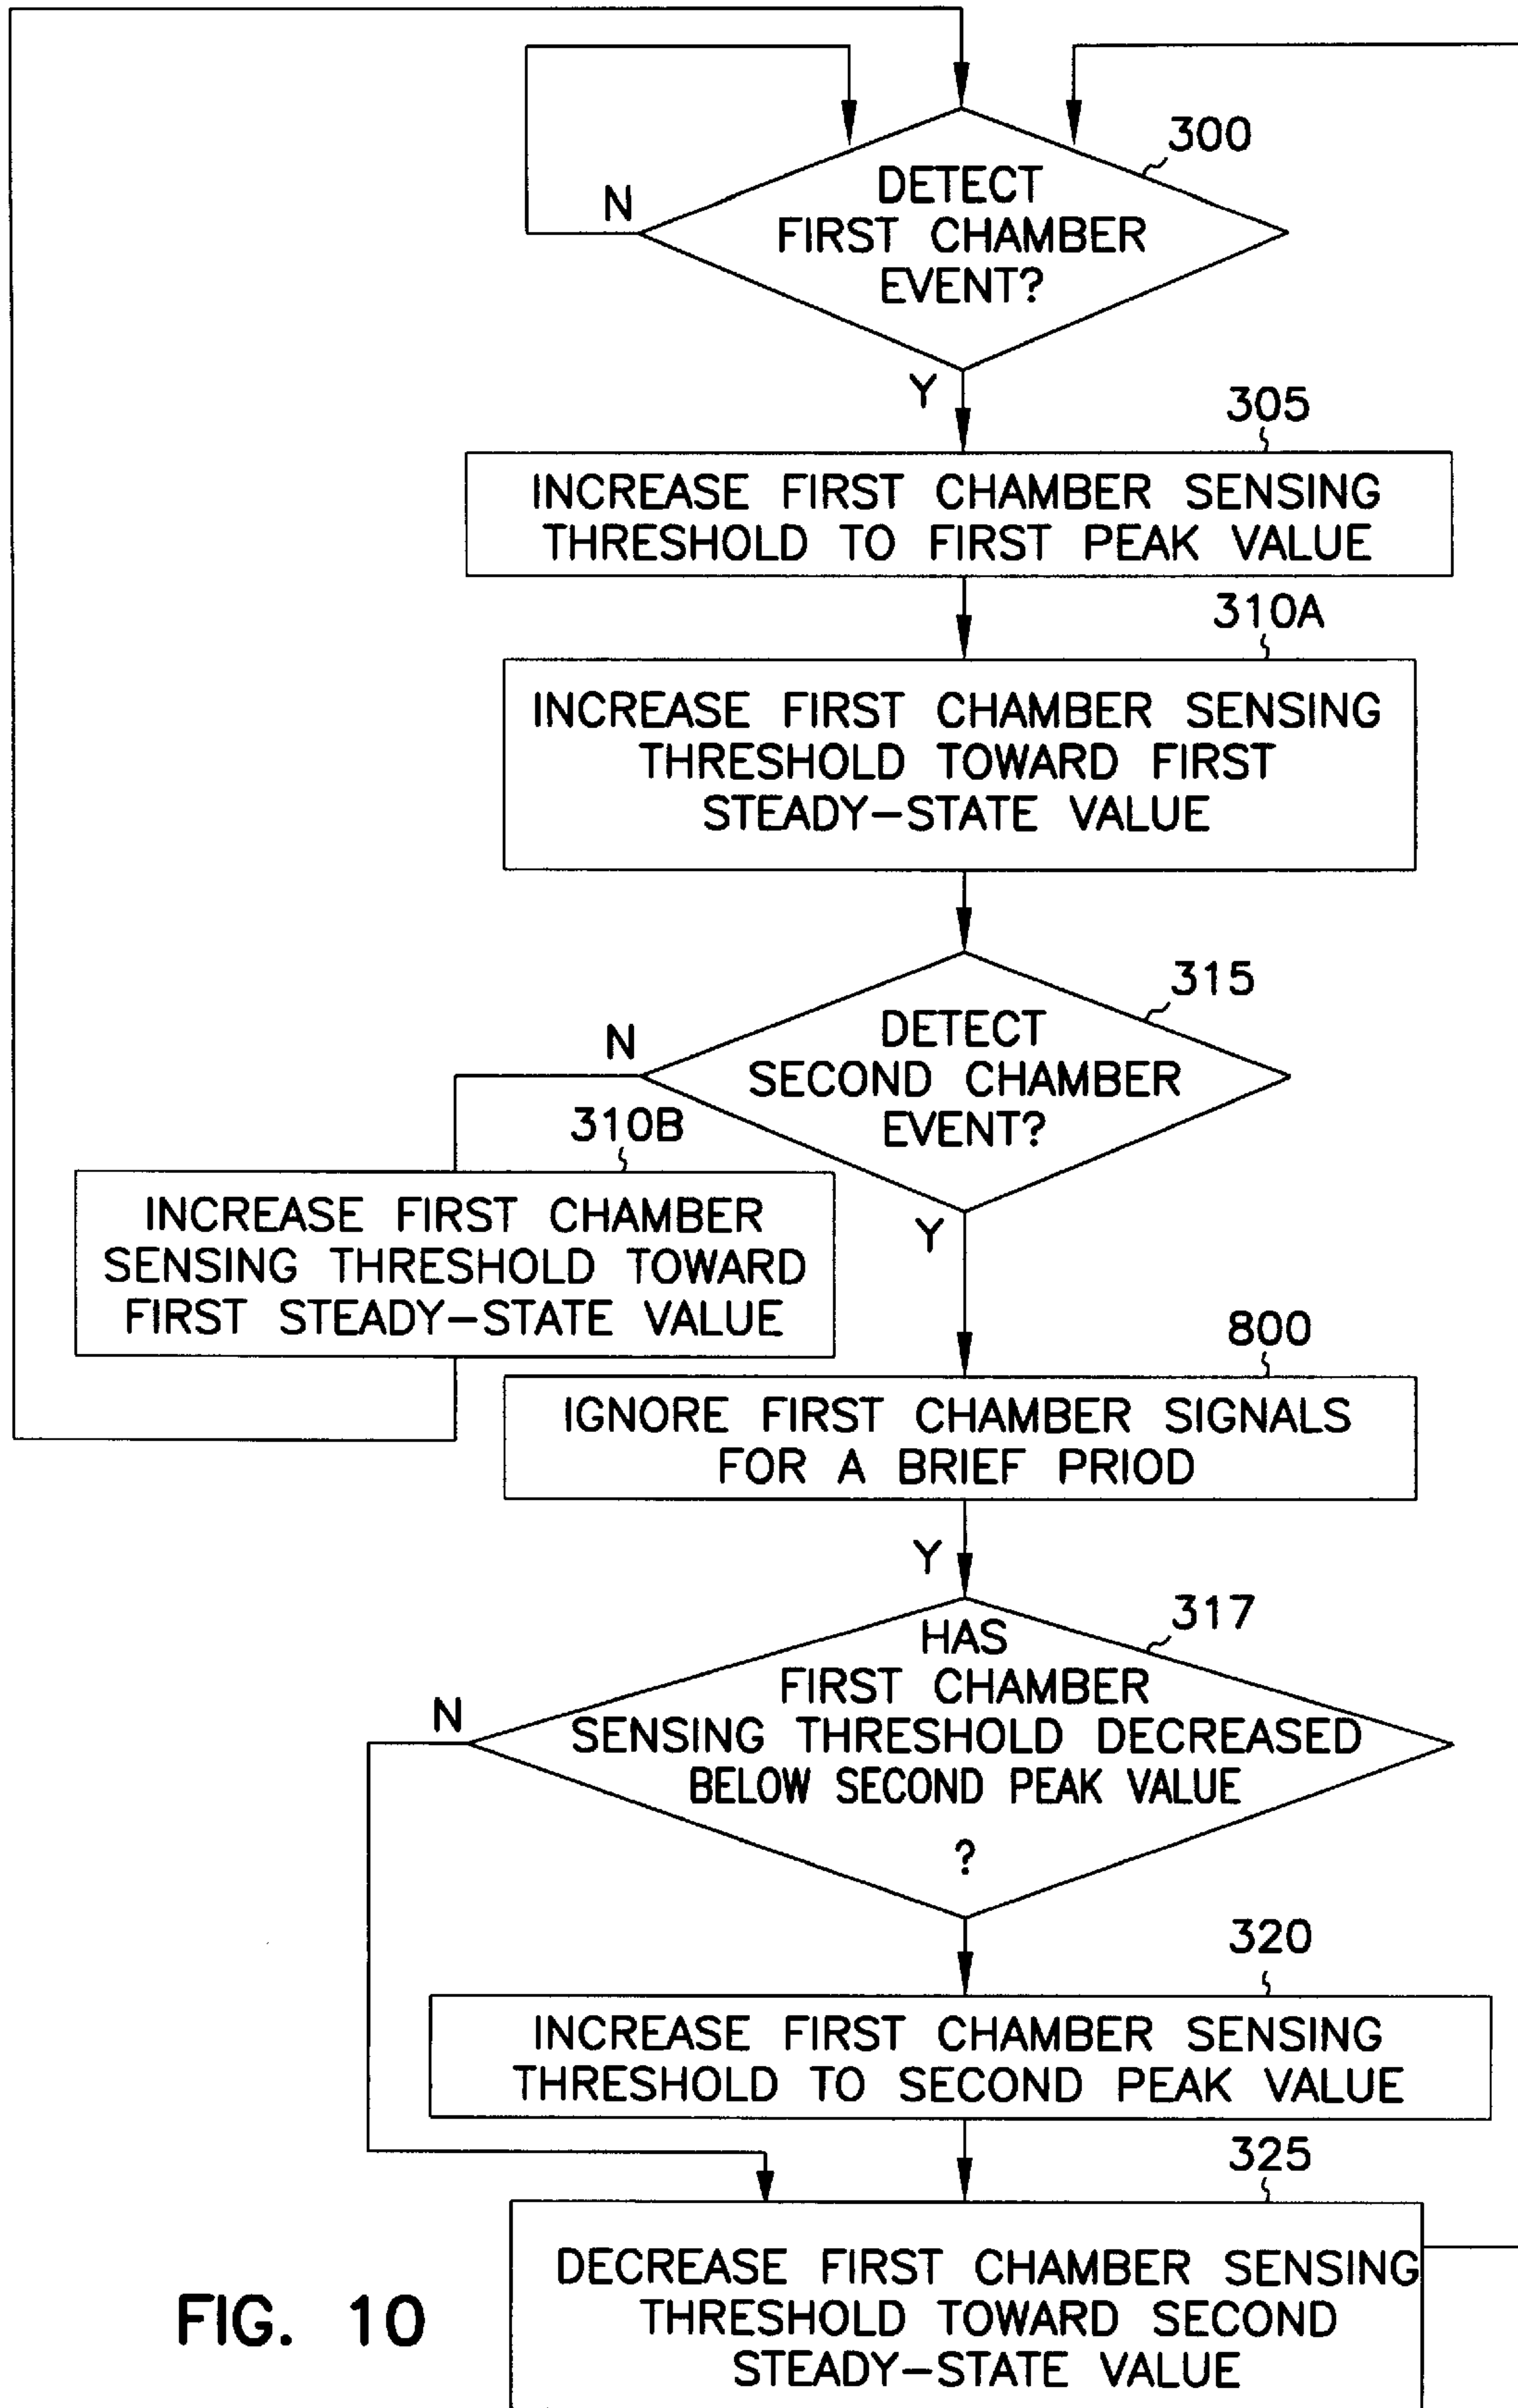 300
N
DETECT
FIRST CHAMBER
EVENT?
Y
305
INCREASE FIRST CHAMBER SENSING
THRESHOLD TO FIRST PEAK VALUE
310A
INCREASE FIRST CHAMBER SENSING
THRESHOLD TOWARD FIRST
STEADY-STATE VALUE
315
N
DETECT
SECOND CHAMBER
EVENT?
310B
INCREASE FIRST CHAMBER
SENSING THRESHOLD TOWARD
FIRST STEADY-STATE VALUE
Y
800
IGNORE FIRST CHAMBER SIGNALS
FOR A BRIEF PRIOD
Y
317
N
HAS
FIRST CHAMBER
SENSING THRESHOLD DECREASED
BELOW SECOND PEAK VALUE
?
320
INCREASE FIRST CHAMBER SENSING
THRESHOLD TO SECOND PEAK VALUE
325
DECREASE FIRST CHAMBER SENSING
THRESHOLD TOWARD SECOND
STEADY-STATE VALUE
FIG. 10